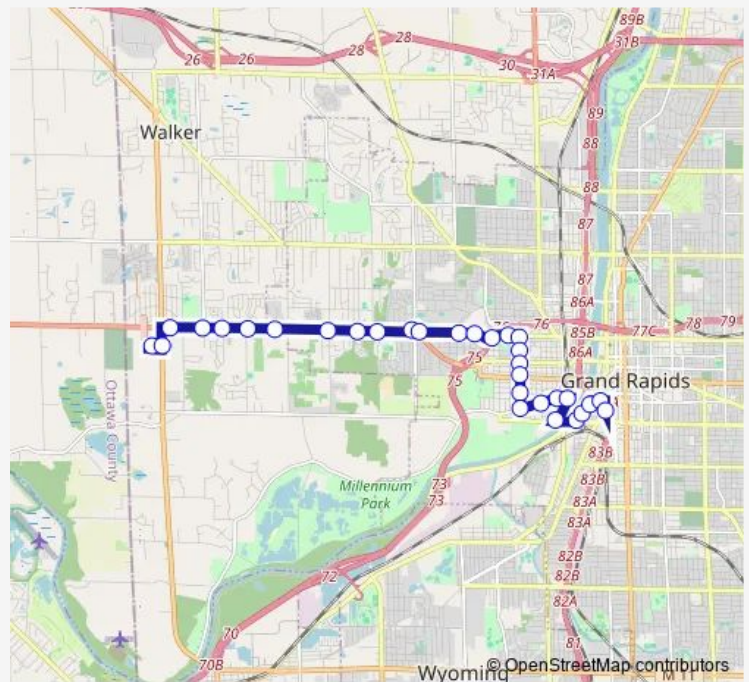 89B
31B
28
28
26
26
30
31A
89
Walker
88
88
87
87
86A
76
76
85B
77C
78
79
75
86A
75
Grand Rapids
Ottawa County
83B
Millennium
Park
73
73
83B
83A
83A
72
82B
82B
82A
70
81
70B
Wyoming
© OpenStreetMap contributors
M 11